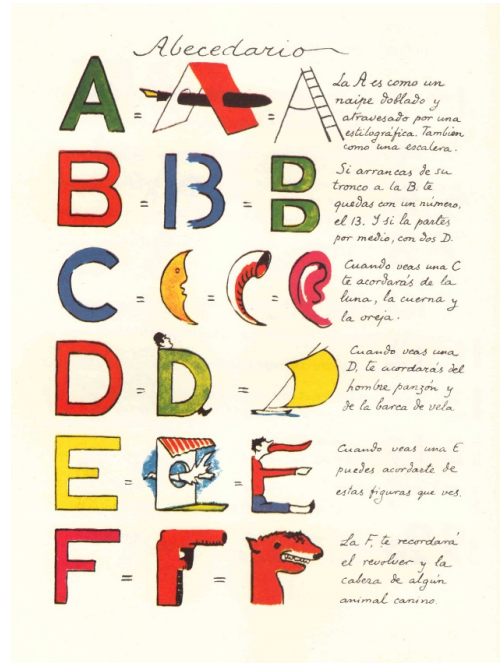 Abecedario
A = =
La A es como un
naipe doblado y
atravesado por una
estilográfica. También
como una escalera.
B = 13 = D D
Si arrancas de su
tronco a la B, te
quedas con un número,
el 13. Y si la partes
por medio, con dos D.
C = = =
Cuando veas una C
te acordarás de la
luna, la cuerna y
la oreja.
D = =
Cuando veas una
D, te acordarás del
hombre panzón y
de la barca de vela
E = =
Cuando veas una E
puedes acordarte de
estas figuras que ves.
F = =
La F, te recordará
el revolver y la
cabeza de algún
animal canino.